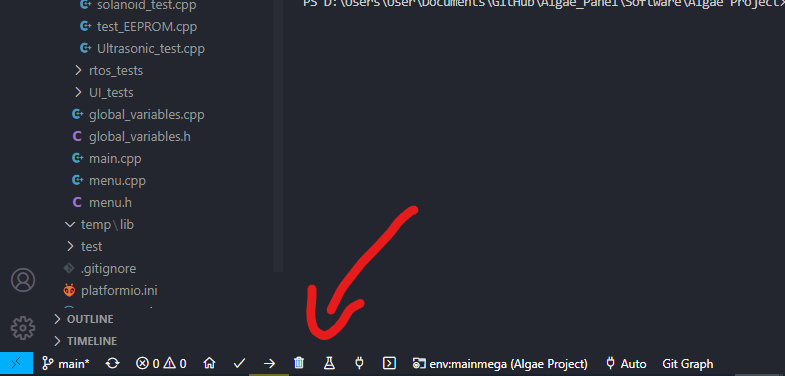 solanoid_test.cpp
PS D:\Users\User\Documents\GitHub\Algae_Panel\Software\Algae Project>
test_EEPROM.cpp
Ultrasonic_test.cpp
rtos_tests
UI_tests
global_variables.cpp
global_variables.h
main.cpp
menu.cpp
menu.h
temp\lib
test
.gitignore
platformio.ini
OUTLINE
TIMELINE
main* 0 0 env:mainmega (Algae Project) Auto Git Graph